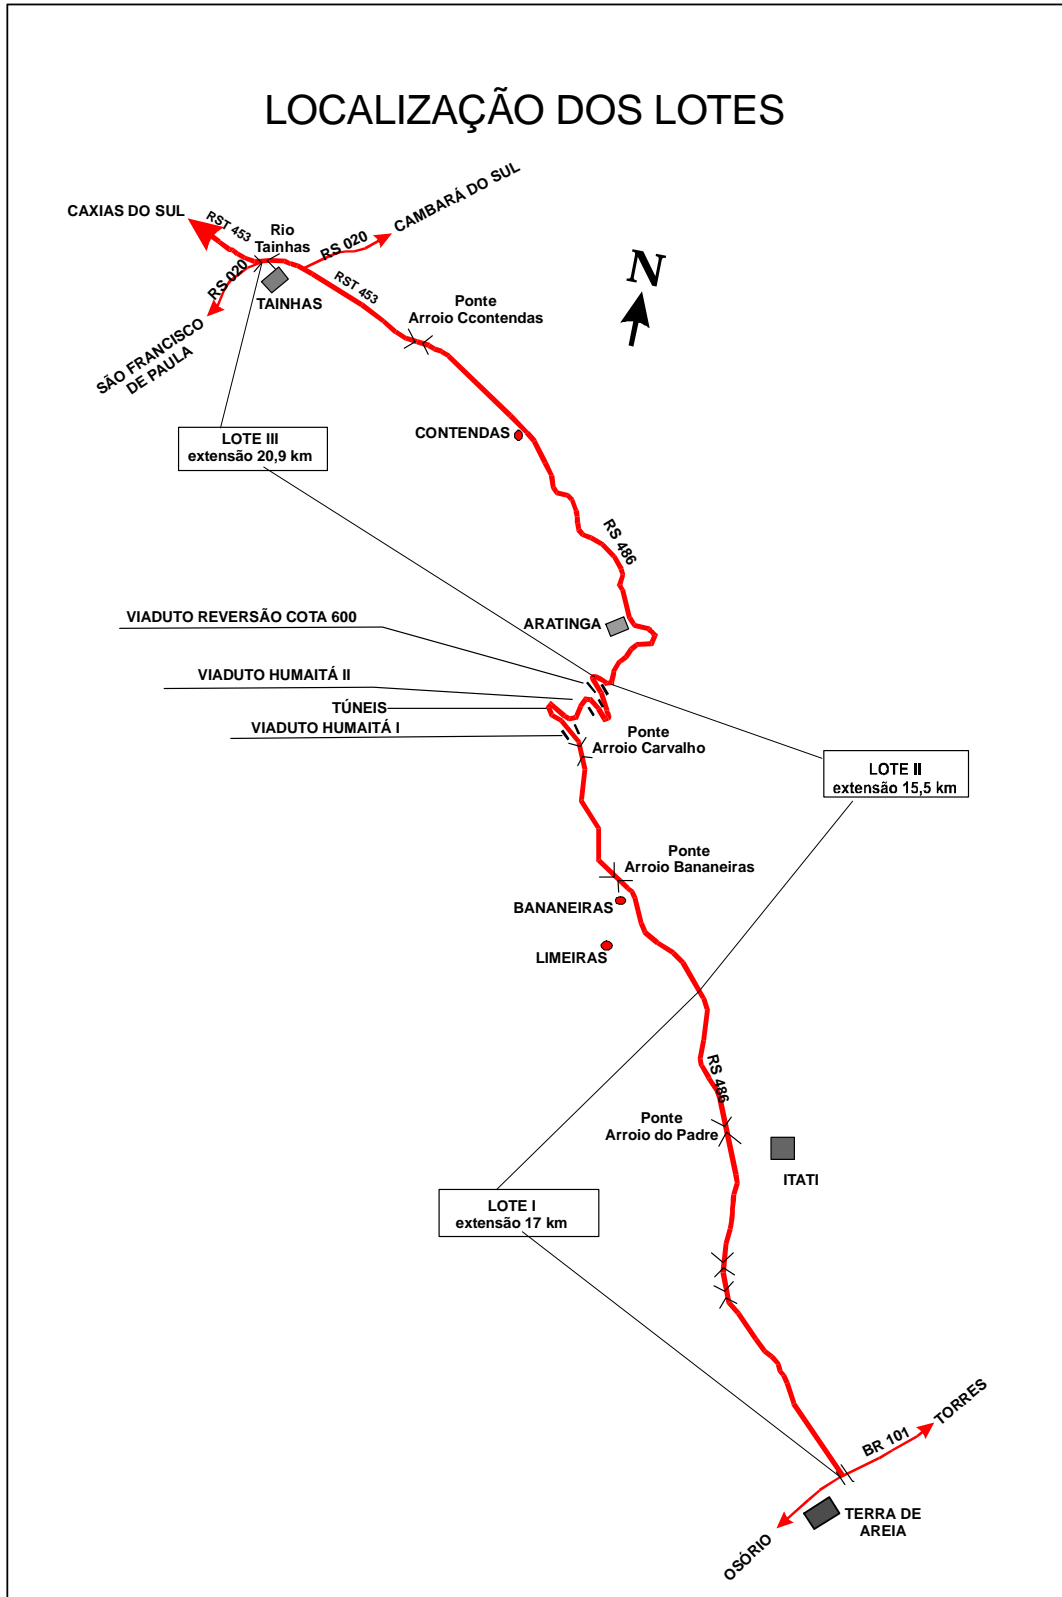 LOCALIZAÇÃO DOS LOTES
CAXIAS DO SUL
RST 453
Rio
Tainhas
RS 020
CAMBARÁ DO SUL
RS 020
TAINHAS
RST 453
SÃO FRANCISCO
DE PAULA
N
Ponte
Arroio Ccontendas
LOTE III
extensão 20,9 km
CONTENDAS
RS 486
VIADUTO REVERSÃO COTA 600
ARATINGA
VIADUTO HUMAITÁ II
TÚNEIS
VIADUTO HUMAITÁ I
Ponte
Arroio Carvalho
LOTE II
extensão 15,5 km
Ponte
Arroio Bananeiras
BANANEIRAS
LIMEIRAS
RS 486
Ponte
Arroio do Padre
ITATI
LOTE I
extensão 17 km
TORRES
BR 101
TERRA DE
AREIA
OSÓRIO